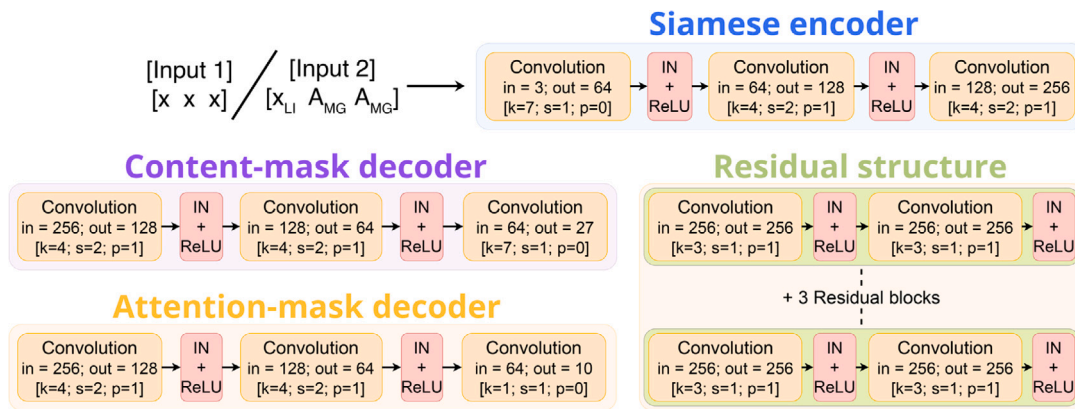 Siamese encoder
[Input 1]
[x x x]
[Input 2]
[x_LI A_MG A_MG]
Convolution
in = 3; out = 64
[k=7; s=1; p=0]
IN
+
ReLU
Convolution
in = 64; out = 128
[k=4; s=2; p=1]
IN
+
ReLU
Convolution
in = 128; out = 256
[k=4; s=2; p=1]
Content-mask decoder
Convolution
in = 256; out = 128
[k=4; s=2; p=1]
IN
+
ReLU
Convolution
in = 128; out = 64
[k=4; s=2; p=1]
IN
+
ReLU
Convolution
in = 64; out = 27
[k=7; s=1; p=0]
Attention-mask decoder
Convolution
in = 256; out = 128
[k=4; s=2; p=1]
IN
+
ReLU
Convolution
in = 128; out = 64
[k=4; s=2; p=1]
IN
+
ReLU
Convolution
in = 64; out = 10
[k=1; s=1; p=0]
Residual structure
Convolution
in = 256; out = 256
[k=3; s=1; p=1]
IN
+
ReLU
Convolution
in = 256; out = 256
[k=3; s=1; p=1]
IN
+
ReLU
+ 3 Residual blocks
Convolution
in = 256; out = 256
[k=3; s=1; p=1]
IN
+
ReLU
Convolution
in = 256; out = 256
[k=3; s=1; p=1]
IN
+
ReLU